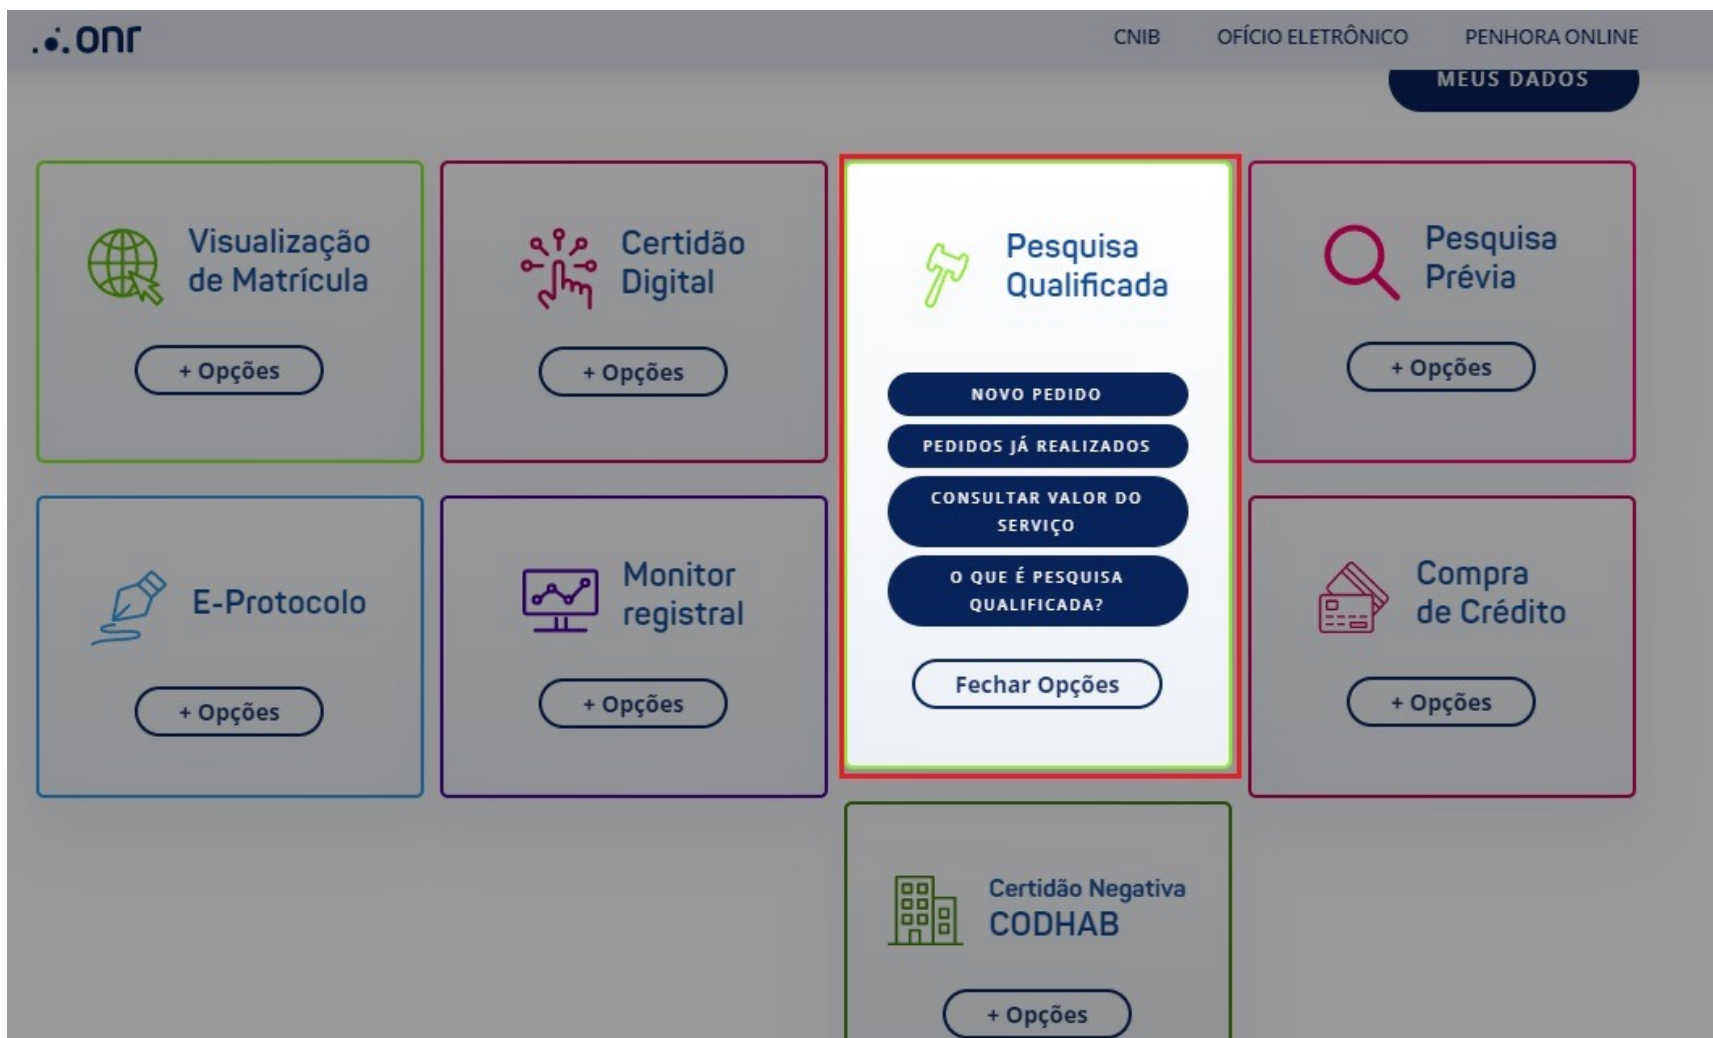 onr
CNIB
OFÍCIO ELETRÔNICO
PENHORA ONLINE
MEUS DADOS
Visualização
de Matrícula
+ Opções
Certidão
Digital
+ Opções
Pesquisa
Qualificada
NOVO PEDIDO
PEDIDOS JÁ REALIZADOS
CONSULTAR VALOR DO
SERVIÇO
O QUE É PESQUISA
QUALIFICADA?
Fechar Opções
Pesquisa
Prévia
+ Opções
E-Protocolo
+ Opções
Monitor
registral
+ Opções
Compra
de Crédito
+ Opções
Certidão Negativa
CODHAB
+ Opções